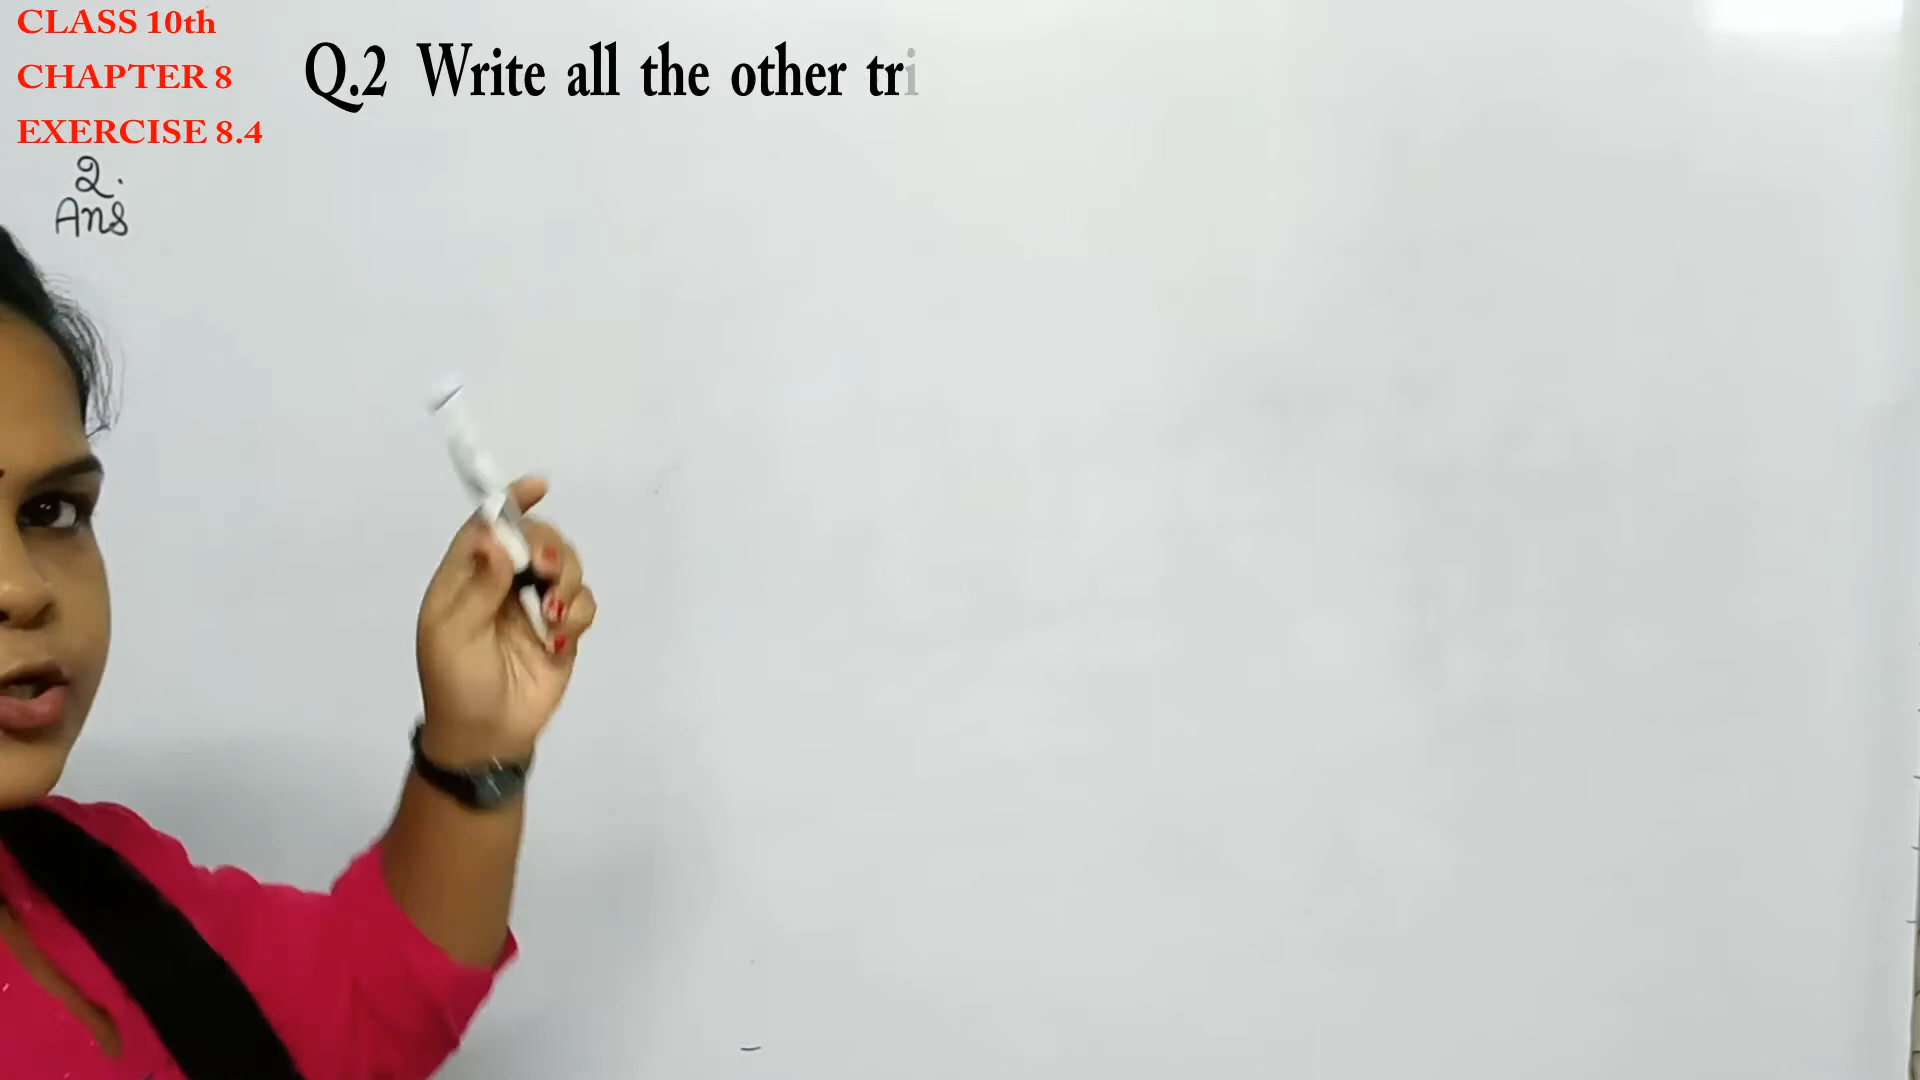 CLASS 10th
CHAPTER 8
EXERCISE 8.4
Q.2 Write all the other tri
2.
Ans